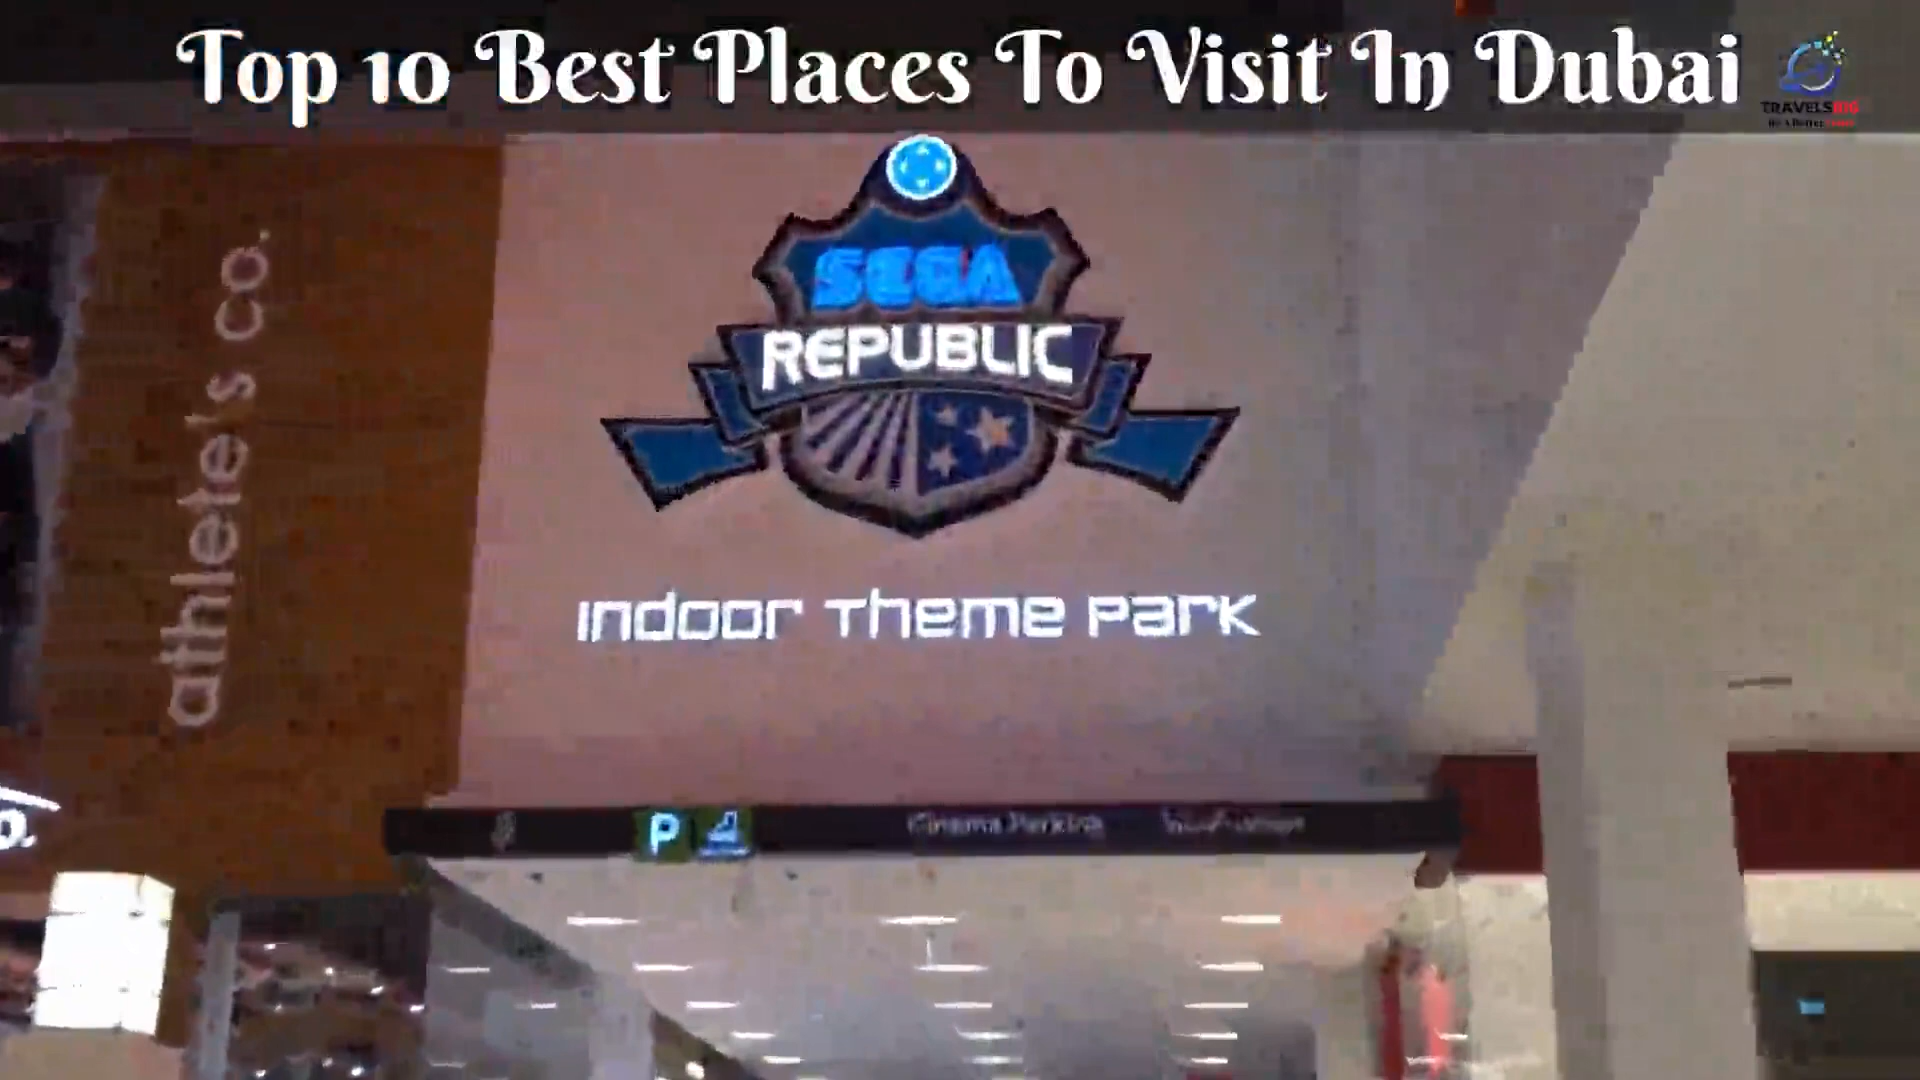 Top 10 Best Places To Visit In Dubai
TRAVELSBIG
SEGA
REPUBLIC
athlete's co.
Indoor Theme Park
o.
P
Cinema Parking